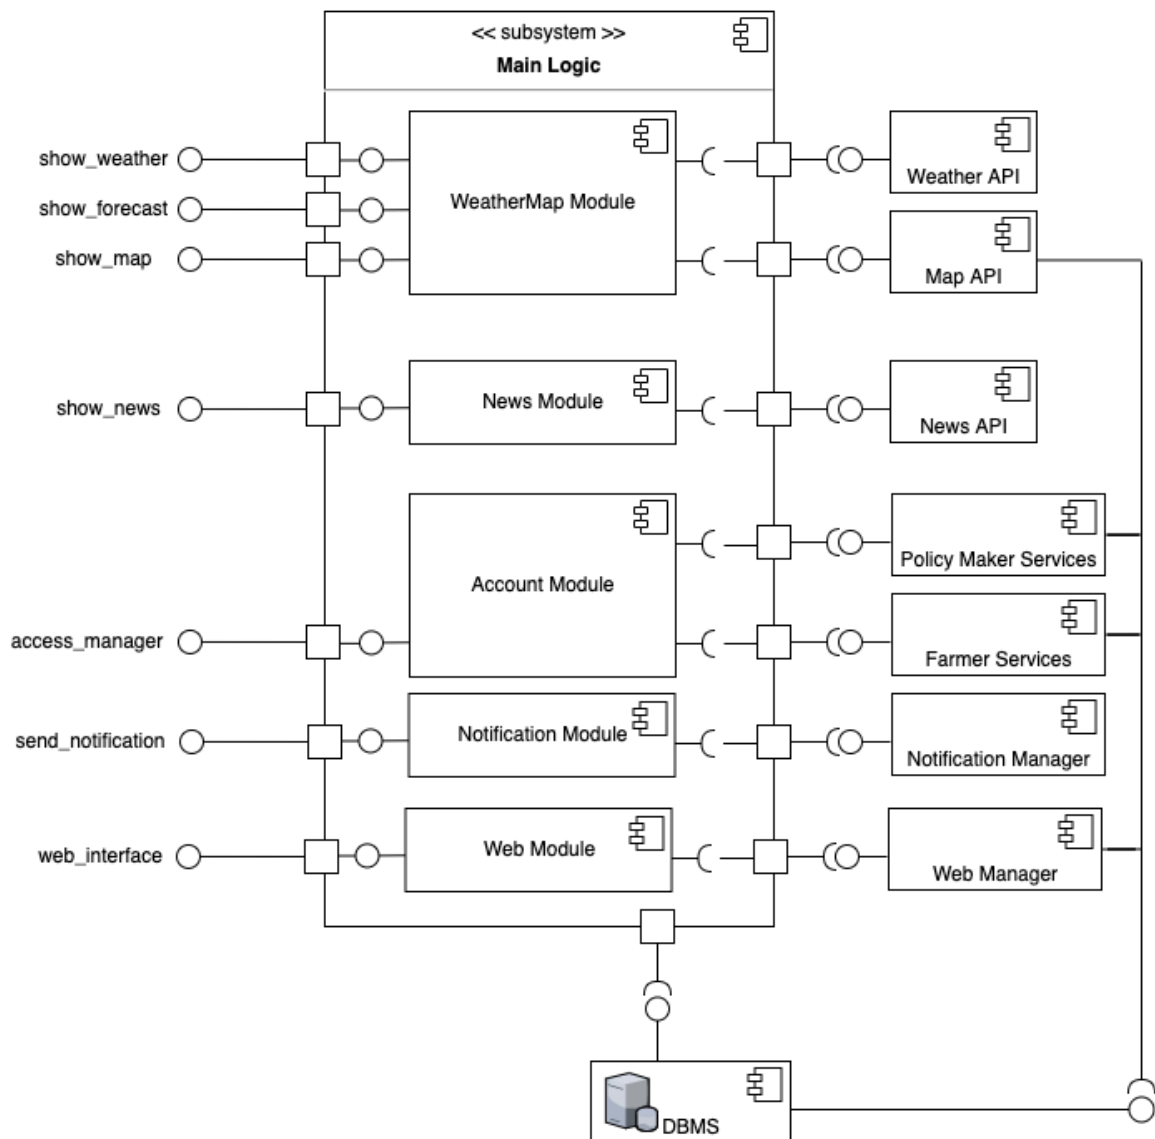 << subsystem >>
Main Logic
show_weather
show_forecast
show_map
WeatherMap Module
Weather API
Map API
show_news
News Module
News API
Account Module
Policy Maker Services
access_manager
Farmer Services
send_notification
Notification Module
Notification Manager
web_interface
Web Module
Web Manager
DBMS